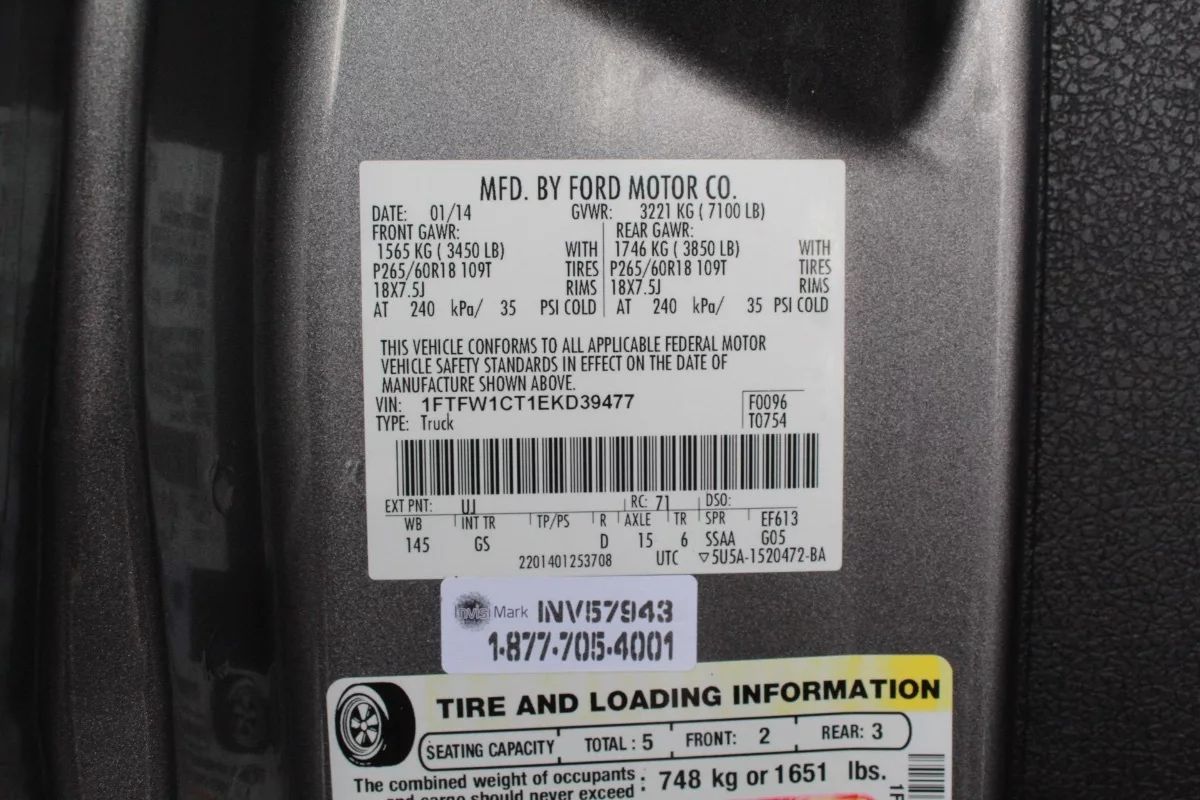 MFD. BY FORD MOTOR CO.
DATE: 01/14 GVWR: 3221 KG ( 7100 LB)
FRONT GAWR: REAR GAWR:
1565 KG ( 3450 LB) WITH 1746 KG ( 3850 LB) WITH
P265/60R18 109T TIRES P265/60R18 109T TIRES
18X7.5J RIMS 18X7.5J RIMS
AT 240 kPa/ 35 PSI COLD AT 240 kPa/ 35 PSI COLD
THIS VEHICLE CONFORMS TO ALL APPLICABLE FEDERAL MOTOR
VEHICLE SAFETY STANDARDS IN EFFECT ON THE DATE OF
MANUFACTURE SHOWN ABOVE.
VIN: 1FTFW1CT1EKD39477 F0096
TYPE: Truck T0754
EXT PNT: UJ RC: 71 DSO:
WB INT TR TP/PS R AXLE TR SPR EF613
145 GS D 15 6 SSAA G05
2201401253708 UTC ▽5U5A-1520472-BA
InvisiMark INV57943
1-877-705-4001
TIRE AND LOADING INFORMATION
SEATING CAPACITY TOTAL : 5 FRONT: 2 REAR: 3
The combined weight of occupants : 748 kg or 1651 lbs.
and cargo should never exceed